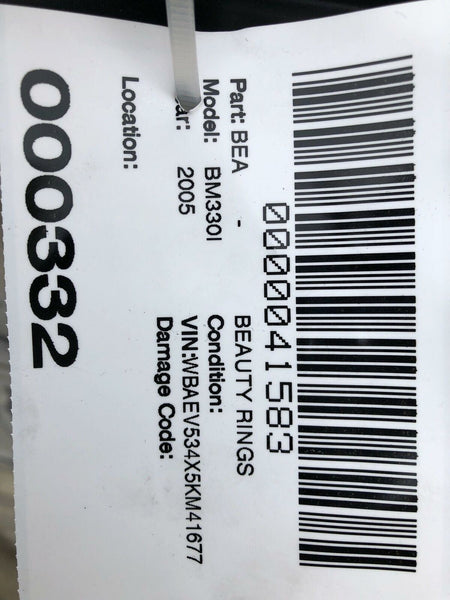 0000041583
Part: BEA - BEAUTY RINGS
Model: BM330I Condition:
ar: 2005 VIN:WBAEV534X5KM41677
Damage Code:
Location:
000332